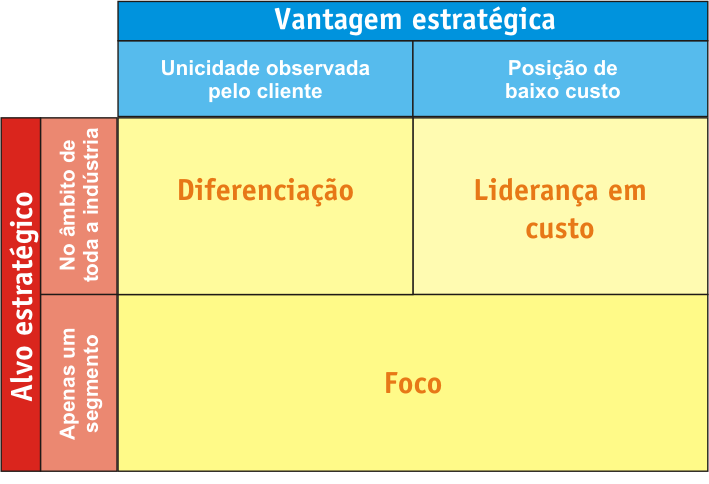 Vantagem estratégica
Unicidade observada
pelo cliente
Posição de
baixo custo
Alvo estratégico
No âmbito de
toda a indústria
Diferenciação
Liderança em
custo
Apenas um
segmento
Foco